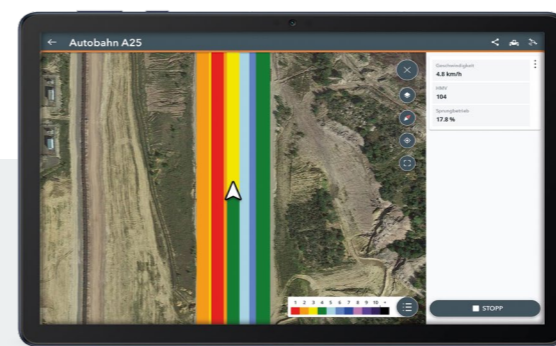 Autobahn A25
Geschwindigkeit
4.8 km/h
HMV
104
Sprungbetrieb
17.8 %
1 2 3 4 5 6 7 8 9 10 +
STOPP